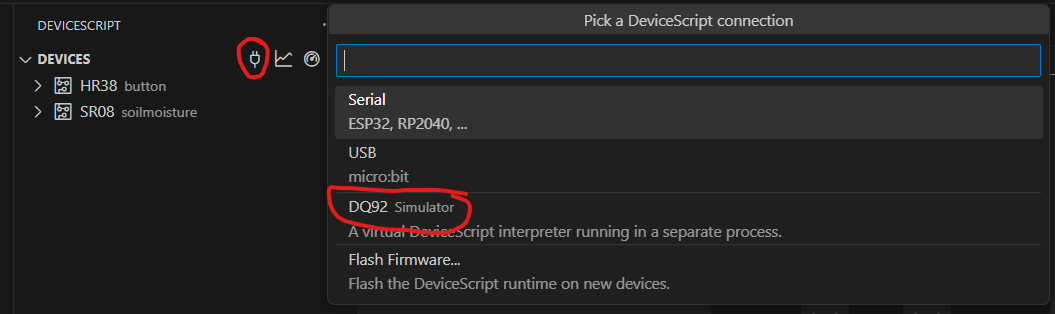 DEVICESCRIPT
DEVICES
HR38 button
SR08 soilmoisture
Pick a DeviceScript connection
Serial
ESP32, RP2040, ...
USB
micro:bit
DQ92 Simulator
A virtual DeviceScript interpreter running in a separate process.
Flash Firmware...
Flash the DeviceScript runtime on new devices.